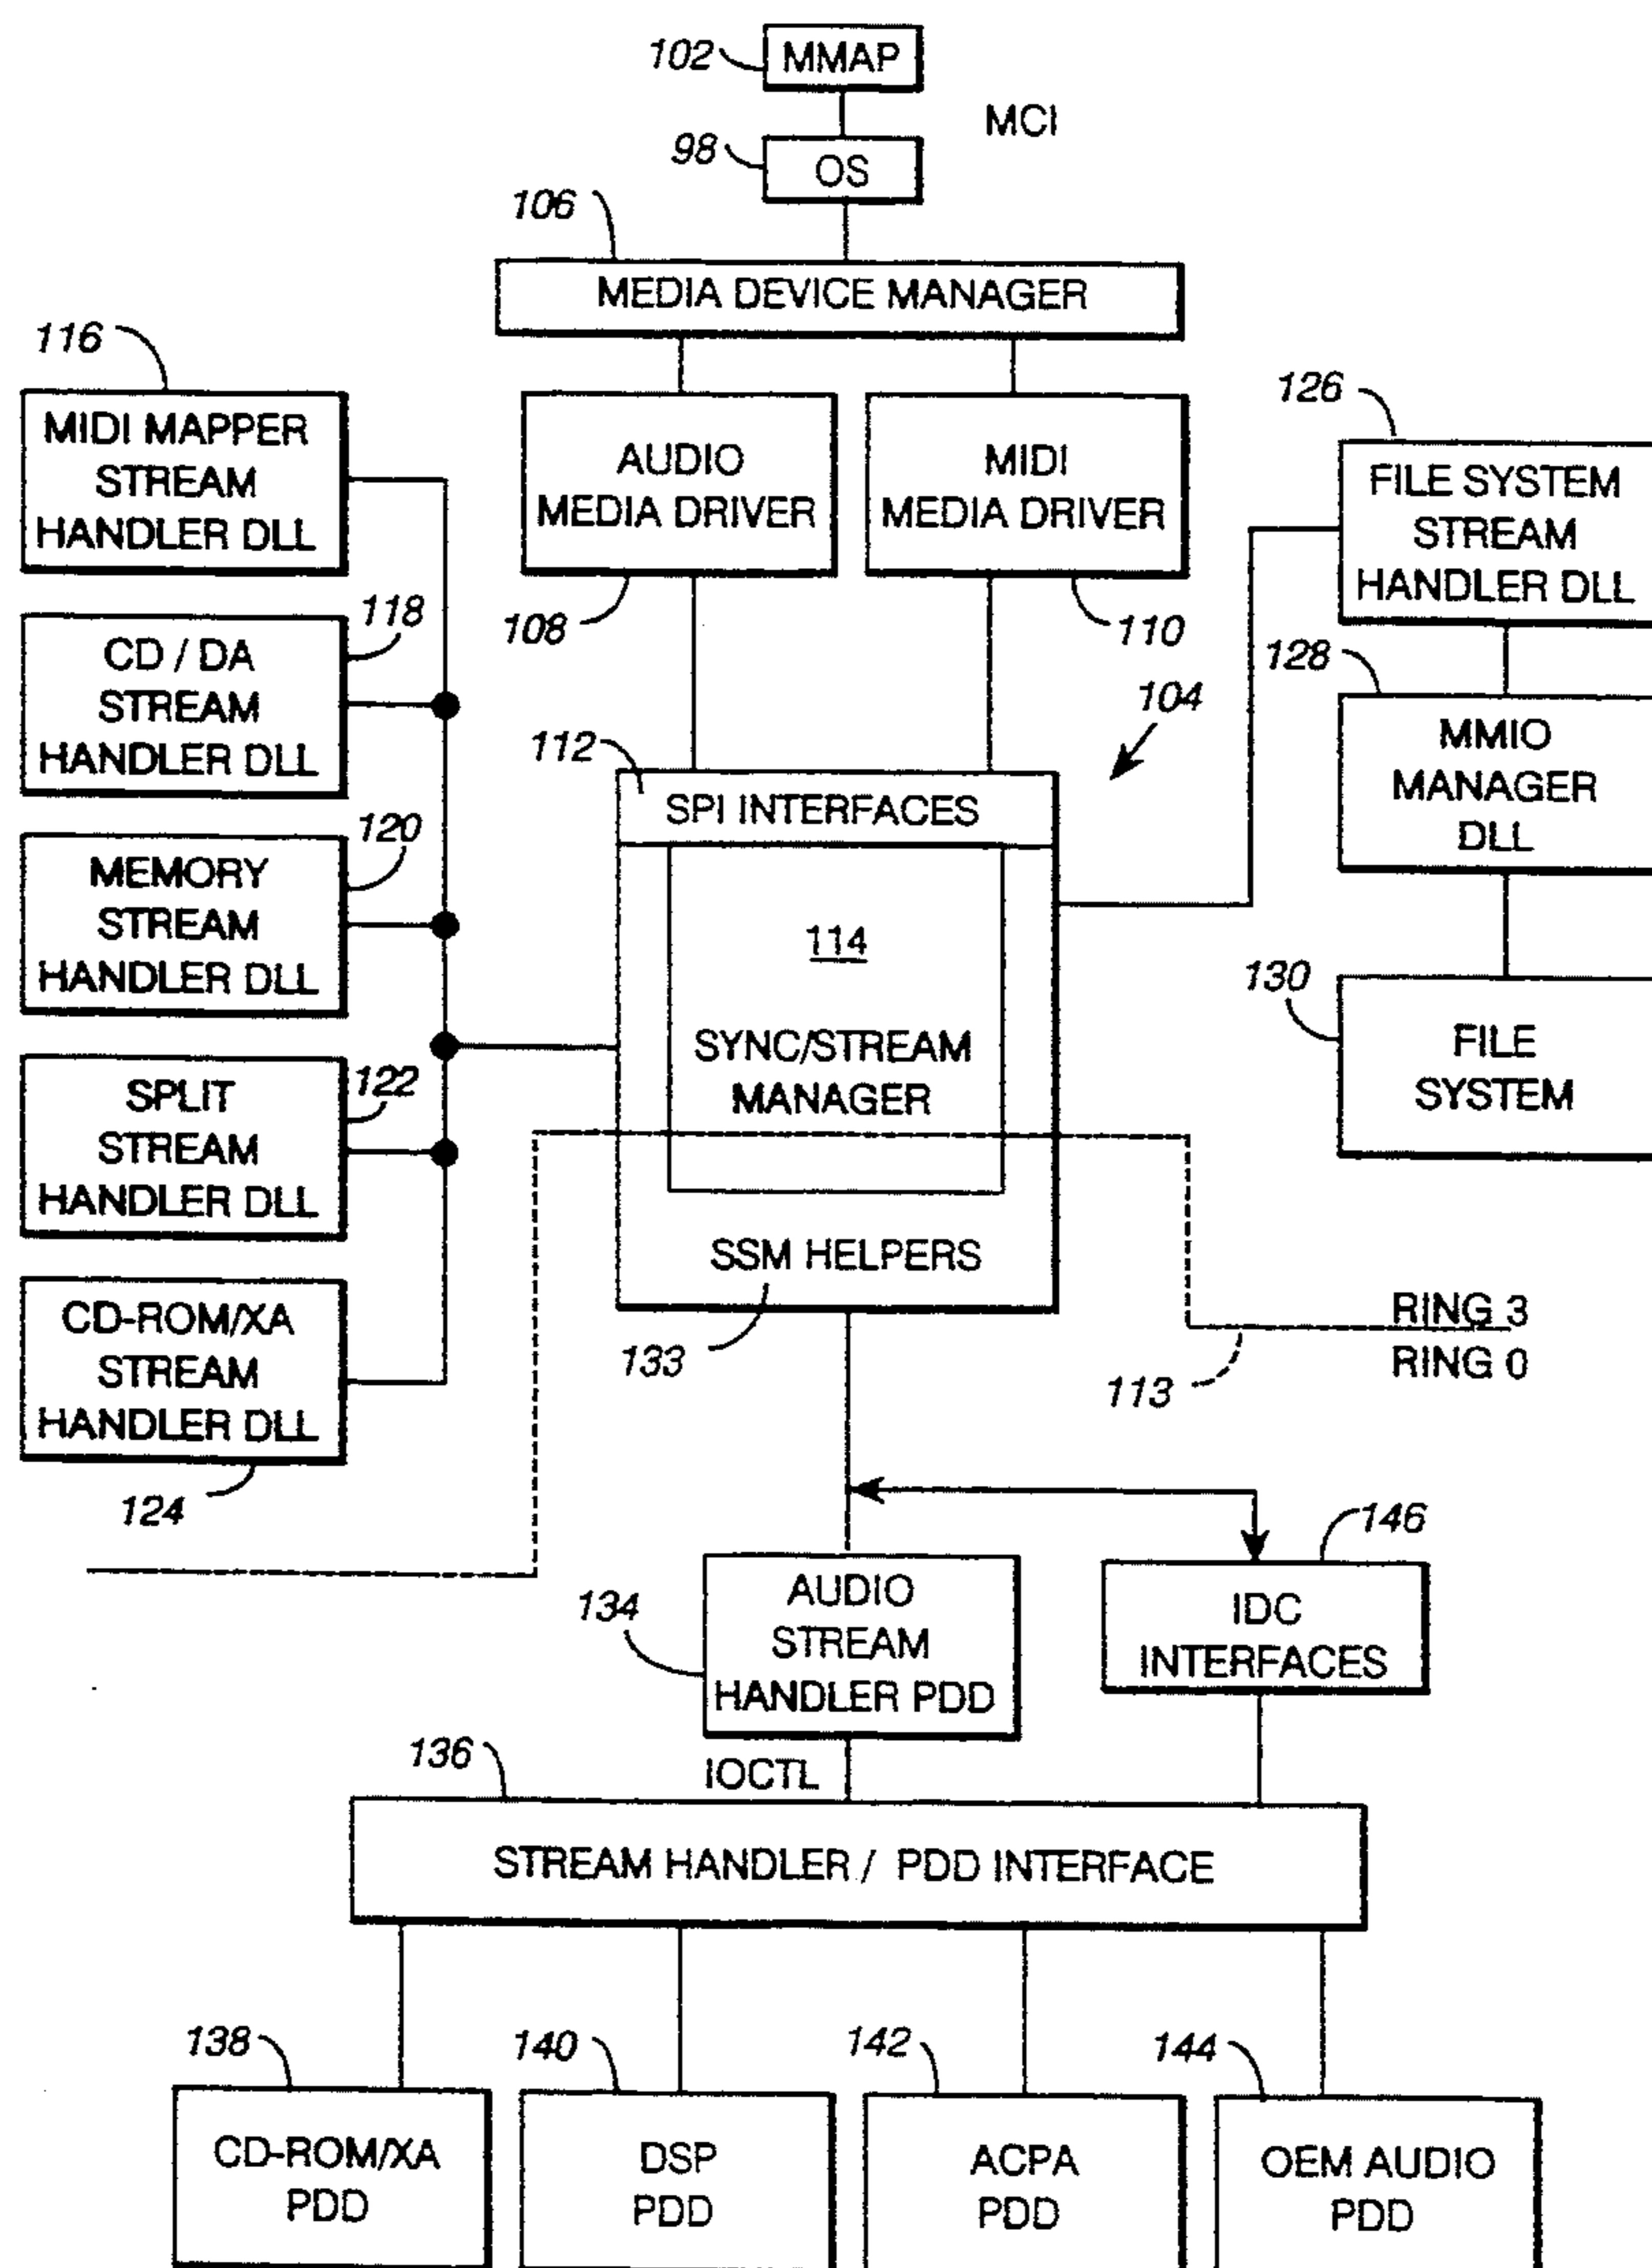 102
MMAP
MCI
98
OS
106
MEDIA DEVICE MANAGER
116
MIDI MAPPER
STREAM
HANDLER DLL
AUDIO
MEDIA DRIVER
MIDI
MEDIA DRIVER
126
FILE SYSTEM
STREAM
HANDLER DLL
118
CD / DA
STREAM
HANDLER DLL
108
110
104
128
MMIO
MANAGER
DLL
112
SPI INTERFACES
120
MEMORY
STREAM
HANDLER DLL
114
SYNC/STREAM
MANAGER
130
FILE
SYSTEM
122
SPLIT
STREAM
HANDLER DLL
SSM HELPERS
133
RING 3
RING 0
113
CD-ROM/XA
STREAM
HANDLER DLL
124
134
AUDIO
STREAM
HANDLER PDD
146
IDC
INTERFACES
136
IOCTL
STREAM HANDLER / PDD INTERFACE
138
CD-ROM/XA
PDD
140
DSP
PDD
142
ACPA
PDD
144
OEM AUDIO
PDD